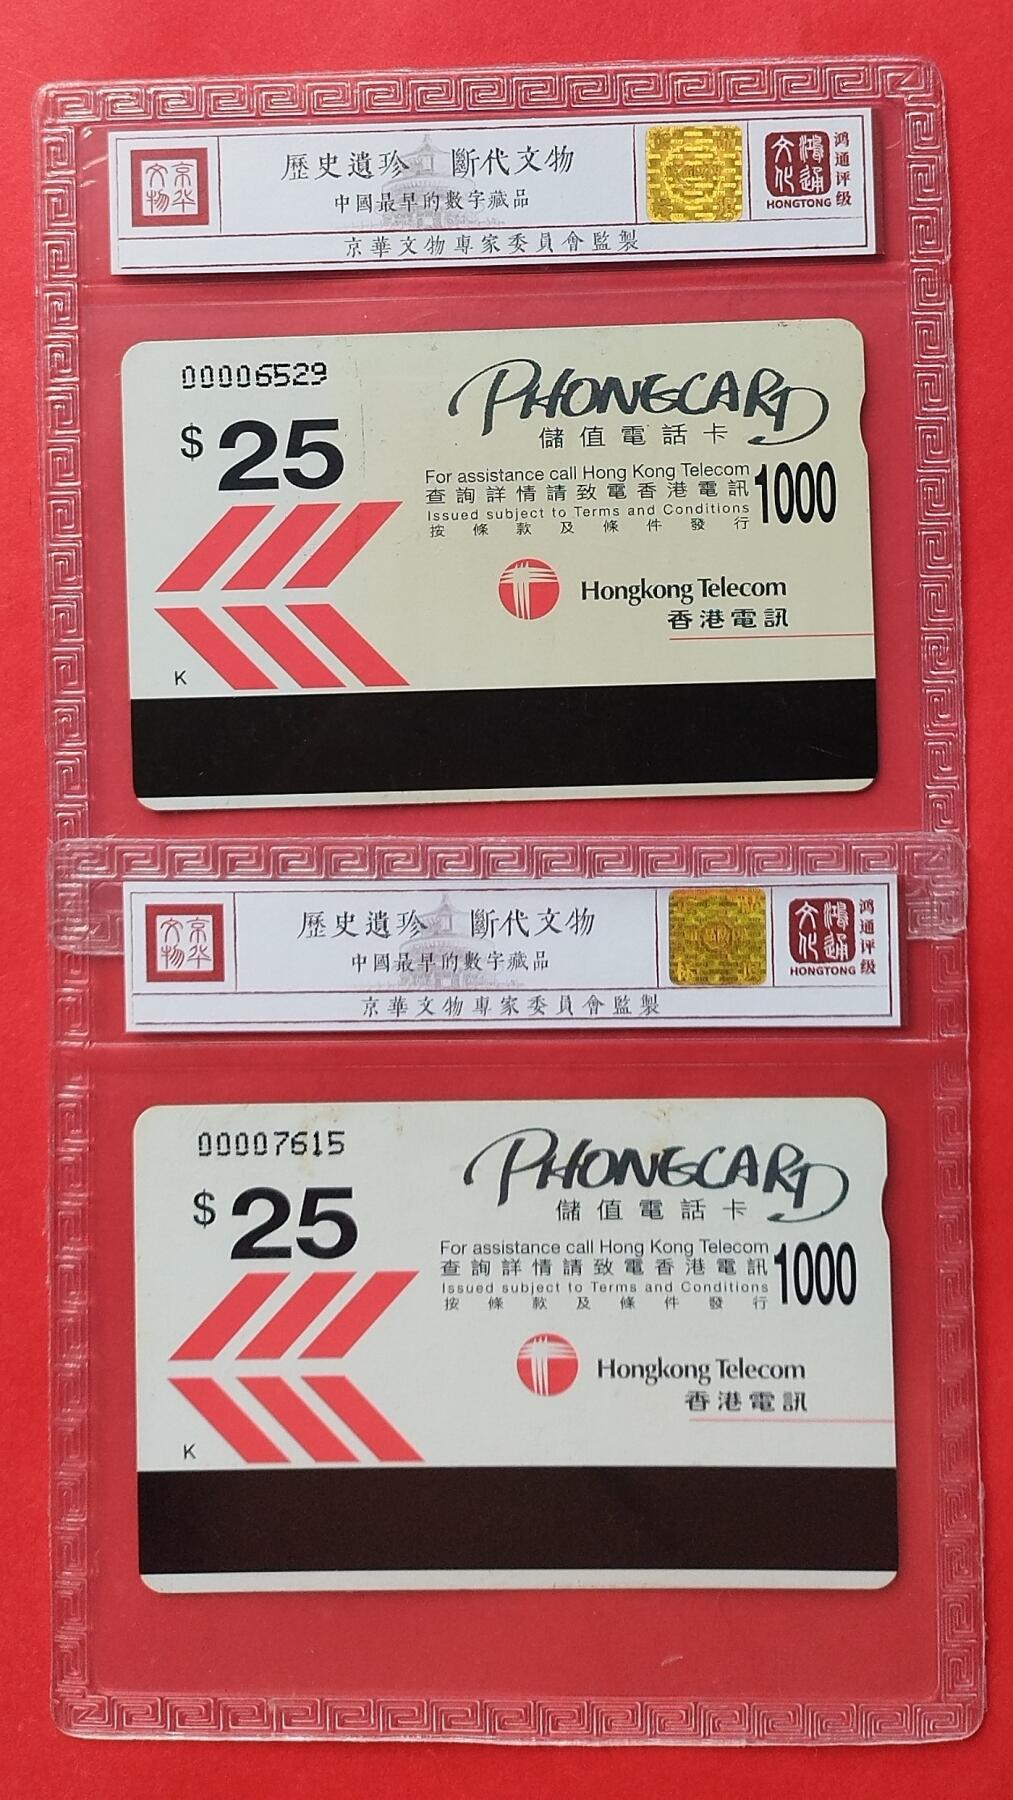 京华文物
歷史遺珍 斷代文物
中國最早的數字藏品
京華文物專家委員會監製
鴻通文化
HONGTONG
鸿通评级
00006529
$25
PHONECARD
儲值電話卡
For assistance call Hong Kong Telecom
查詢詳情請致電香港電訊
1000
Issued subject to Terms and Conditions
按條款及條件發行
Hongkong Telecom
香港電訊
K
京华文物
歷史遺珍 斷代文物
中國最早的數字藏品
京華文物專家委員會監製
鴻通文化
HONGTONG
鸿通评级
00007615
$25
PHONECARD
儲值電話卡
For assistance call Hong Kong Telecom
查詢詳情請致電香港電訊
1000
Issued subject to Terms and Conditions
按條款及條件發行
Hongkong Telecom
香港電訊
K